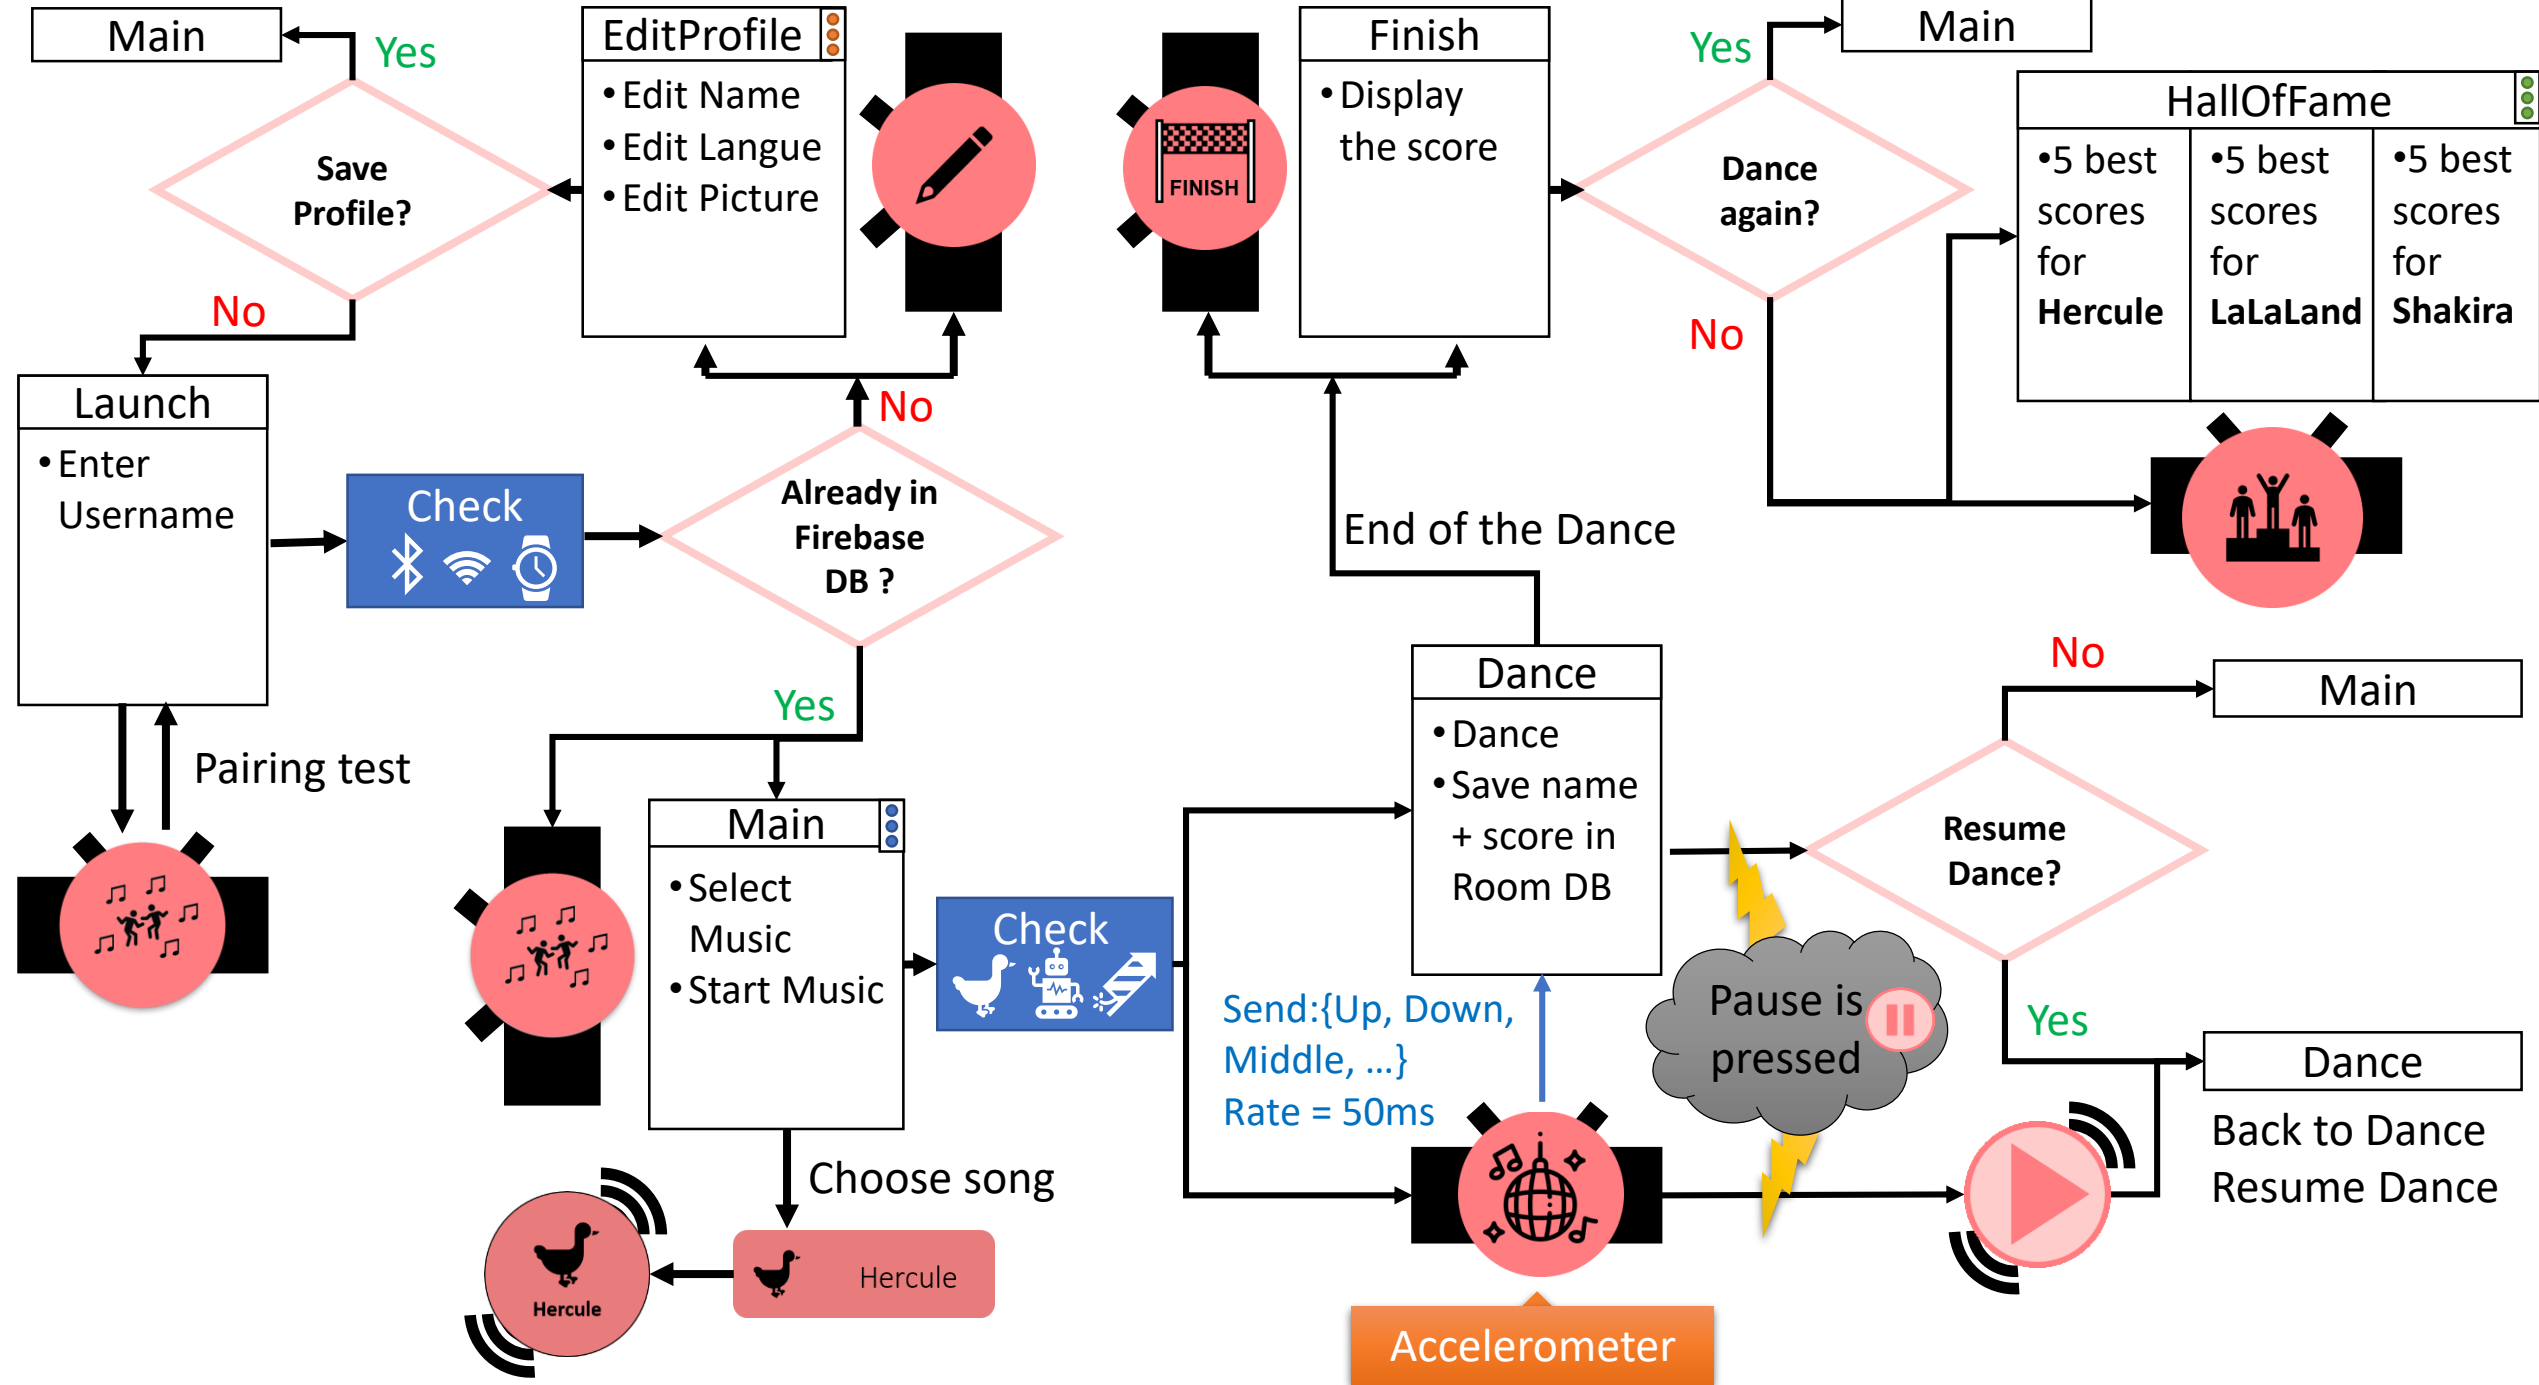 Main
Yes
Save
Profile?
No
EditProfile
•Edit Name
•Edit Langue
•Edit Picture
FINISH
Finish
•Display
the score
Yes
Main
Dance
again?
No
HallOfFame
•5 best
scores
for
Hercule
•5 best
scores
for
LaLaLand
•5 best
scores
for
Shakira
Launch
•Enter
Username
Check
No
Already in
Firebase
DB ?
Yes
Pairing test
End of the Dance
Main
•Select
Music
•Start Music
Check
Choose song
Hercule
Hercule
Dance
•Dance
•Save name
+ score in
Room DB
Send:{Up, Down,
Middle, ...}
Rate = 50ms
Accelerometer
Pause is
pressed
No
Main
Resume
Dance?
Yes
Dance
Back to Dance
Resume Dance